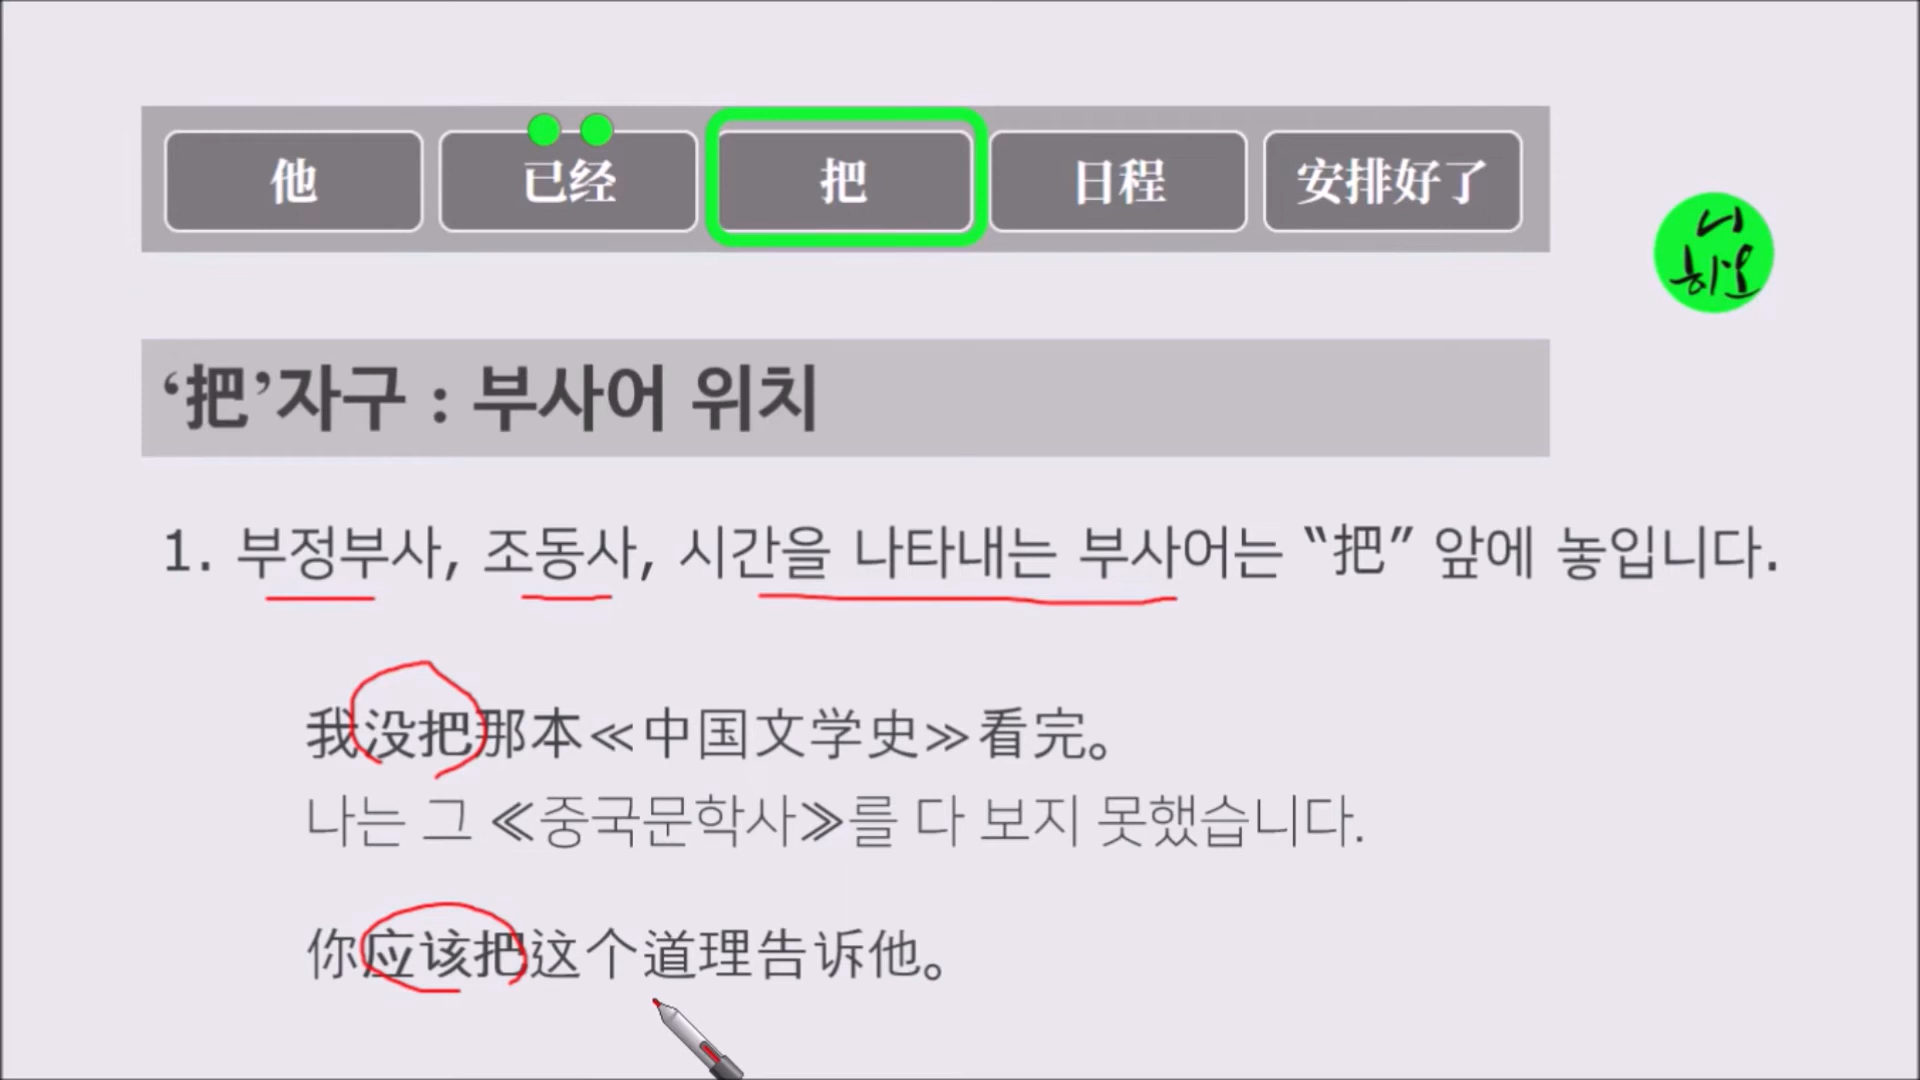 他 已经 把 日程 安排好了
니
하오
‘把’자구 : 부사어 위치
1. 부정부사, 조동사, 시간을 나타내는 부사어는 “把” 앞에 놓입니다.
我没把那本≪中国文学史≫看完。
나는 그 ≪중국문학사≫를 다 보지 못했습니다.
你应该把这个道理告诉他。